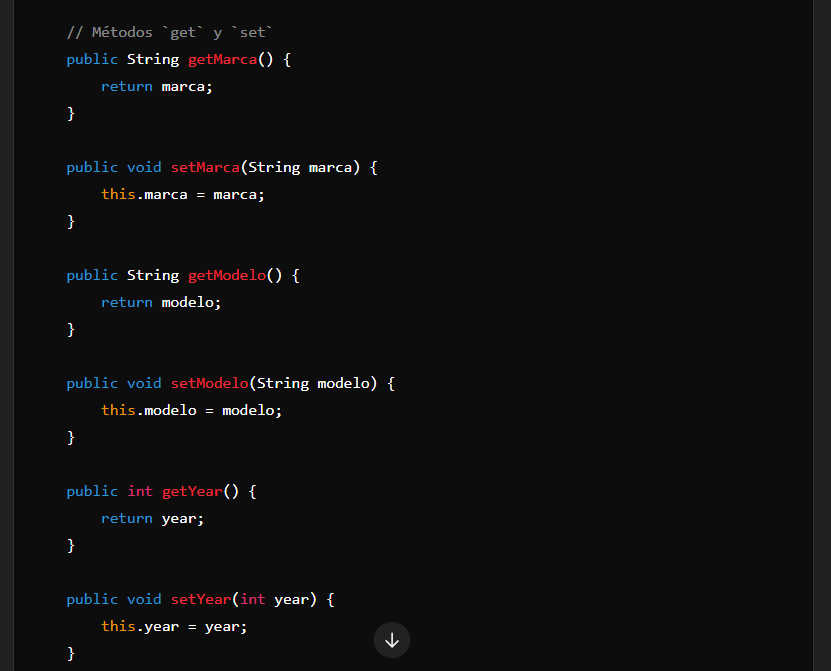 // Métodos `get` y `set`
public String getMarca() {
return marca;
}
public void setMarca(String marca) {
this.marca = marca;
}
public String getModelo() {
return modelo;
}
public void setModelo(String modelo) {
this.modelo = modelo;
}
public int getYear() {
return year;
}
public void setYear(int year) {
this.year = year;
}